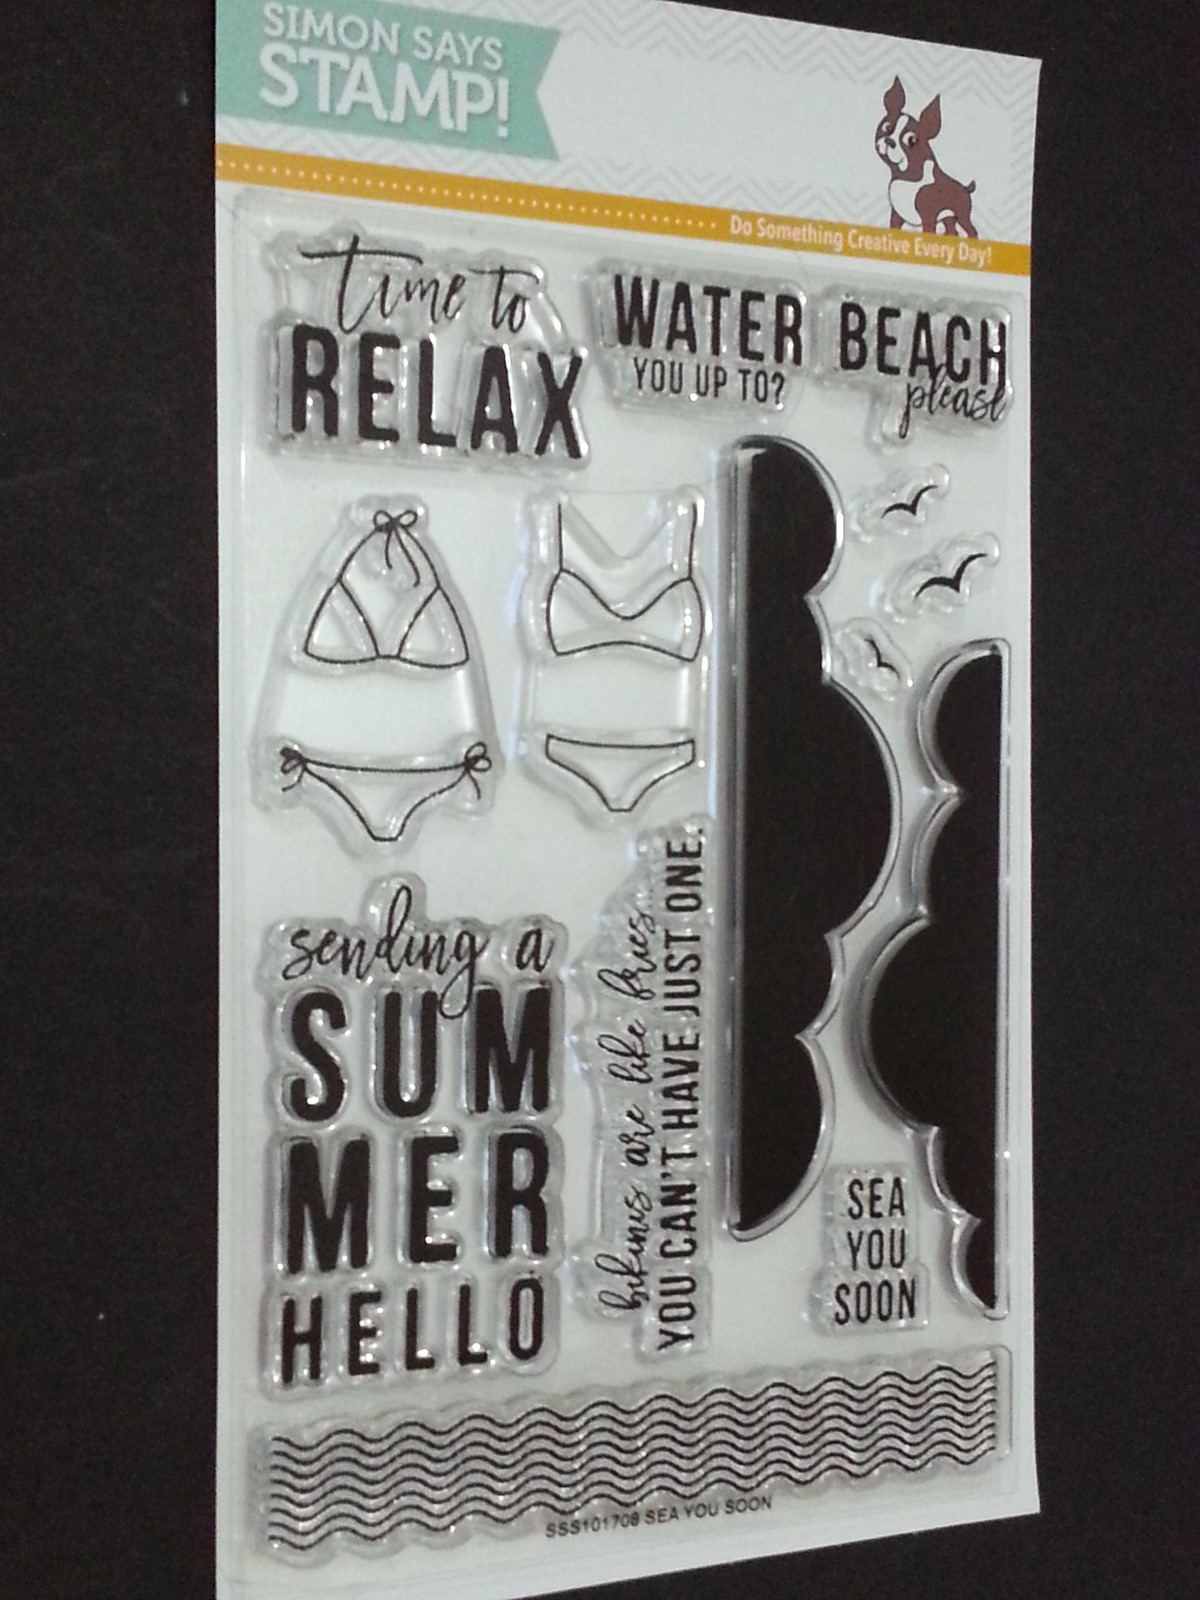 SIMON SAYS
STAMP!
Do Something Creative Every Day!
time to
RELAX
WATER
YOU UP TO?
BEACH
please
sending a
SUM
MER
HELLO
bikinis are like fries...
YOU CAN'T HAVE JUST ONE.
SEA
YOU
SOON
SSS101708 SEA YOU SOON